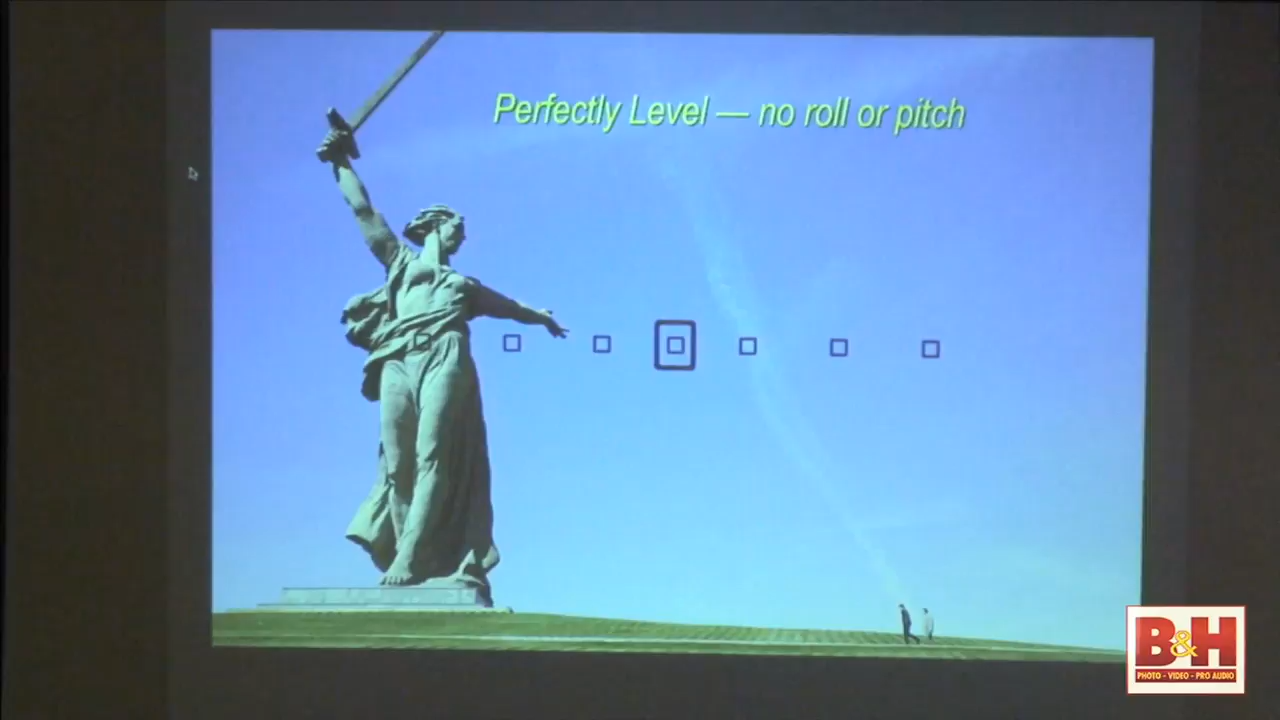 Perfectly Level — no roll or pitch
B&H
PHOTO - VIDEO - PRO AUDIO